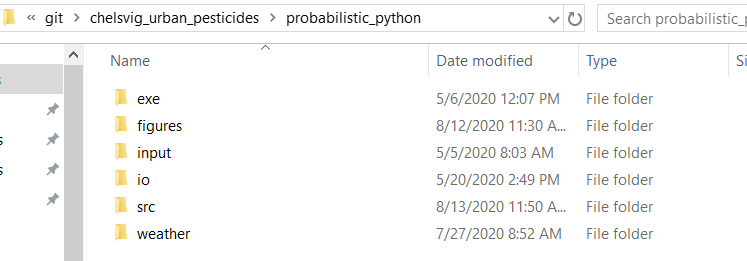 « git › chelsvig_urban_pesticides › probabilistic_python
Search probabilistic_p
Name Date modified Type Si
exe 5/6/2020 12:07 PM File folder
figures 8/12/2020 11:30 A... File folder
input 5/5/2020 8:03 AM File folder
io 5/20/2020 2:49 PM File folder
src 8/13/2020 11:50 A... File folder
weather 7/27/2020 8:52 AM File folder